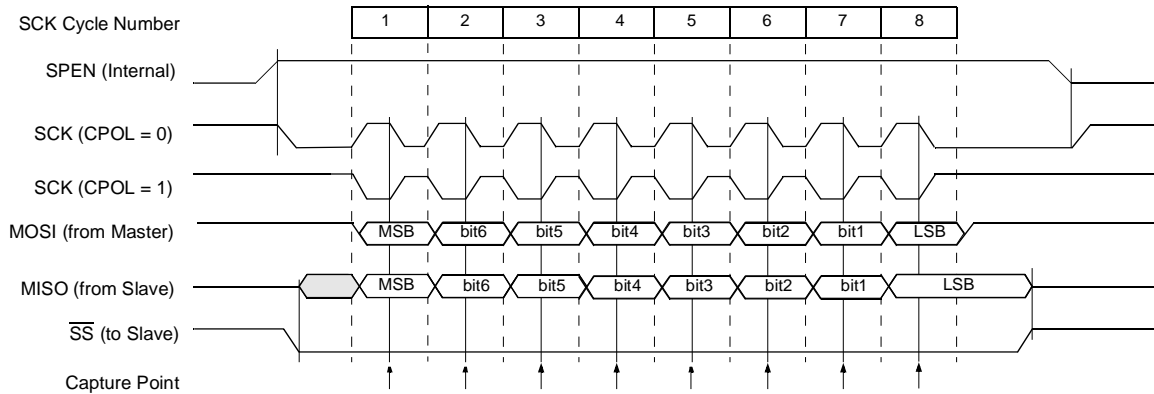 SCK Cycle Number 1 2 3 4 5 6 7 8
SPEN (Internal)
SCK (CPOL = 0)
SCK (CPOL = 1)
MOSI (from Master) MSB bit6 bit5 bit4 bit3 bit2 bit1 LSB
MISO (from Slave) MSB bit6 bit5 bit4 bit3 bit2 bit1 LSB
SS (to Slave)
Capture Point